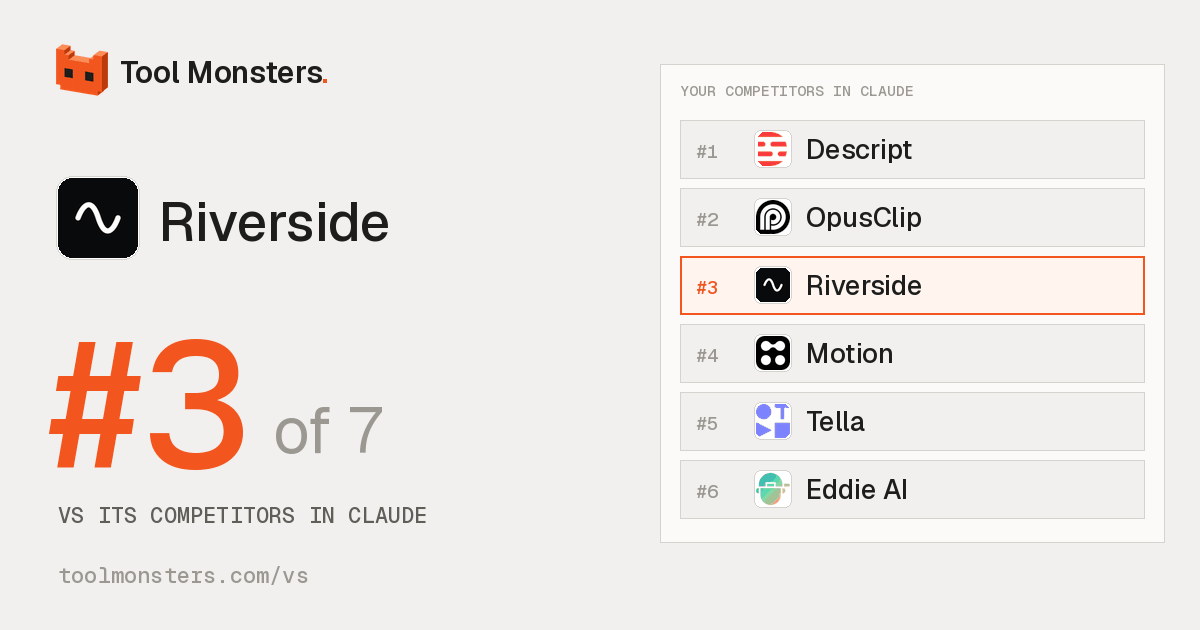 Tool Monsters.
Riverside
#3 of 7
VS ITS COMPETITORS IN CLAUDE
toolmonsters.com/vs
YOUR COMPETITORS IN CLAUDE
#1 Descript
#2 OpusClip
#3 Riverside
#4 Motion
#5 Tella
#6 Eddie AI